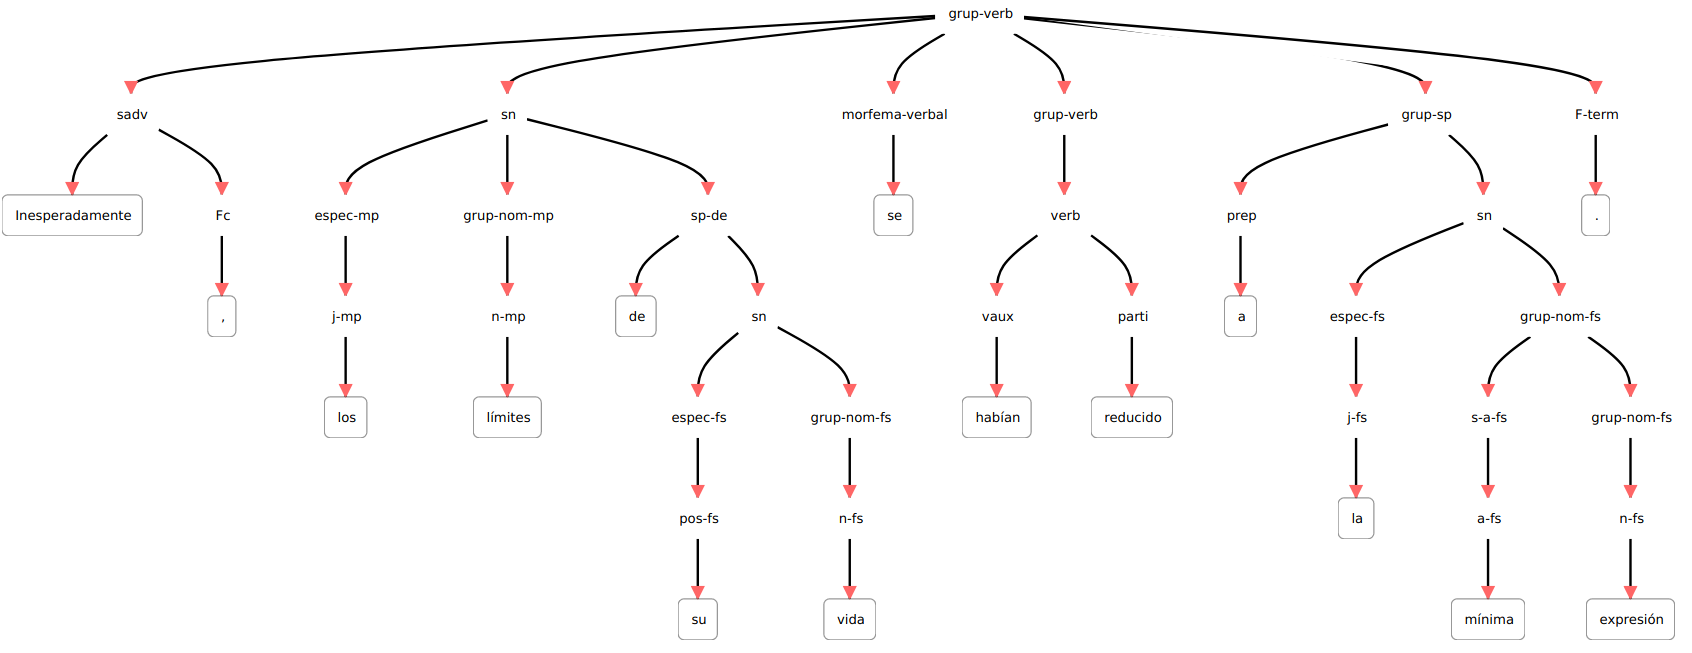 grup-verb
sadv sn morfema-verbal grup-verb grup-sp F-term
Inesperadamente Fc espec-mp grup-nom-mp sp-de se verb prep sn .
, j-mp n-mp de sn vaux parti a espec-fs grup-nom-fs
los límites espec-fs grup-nom-fs habían reducido j-fs s-a-fs grup-nom-fs
pos-fs n-fs la a-fs n-fs
su vida mínima expresión